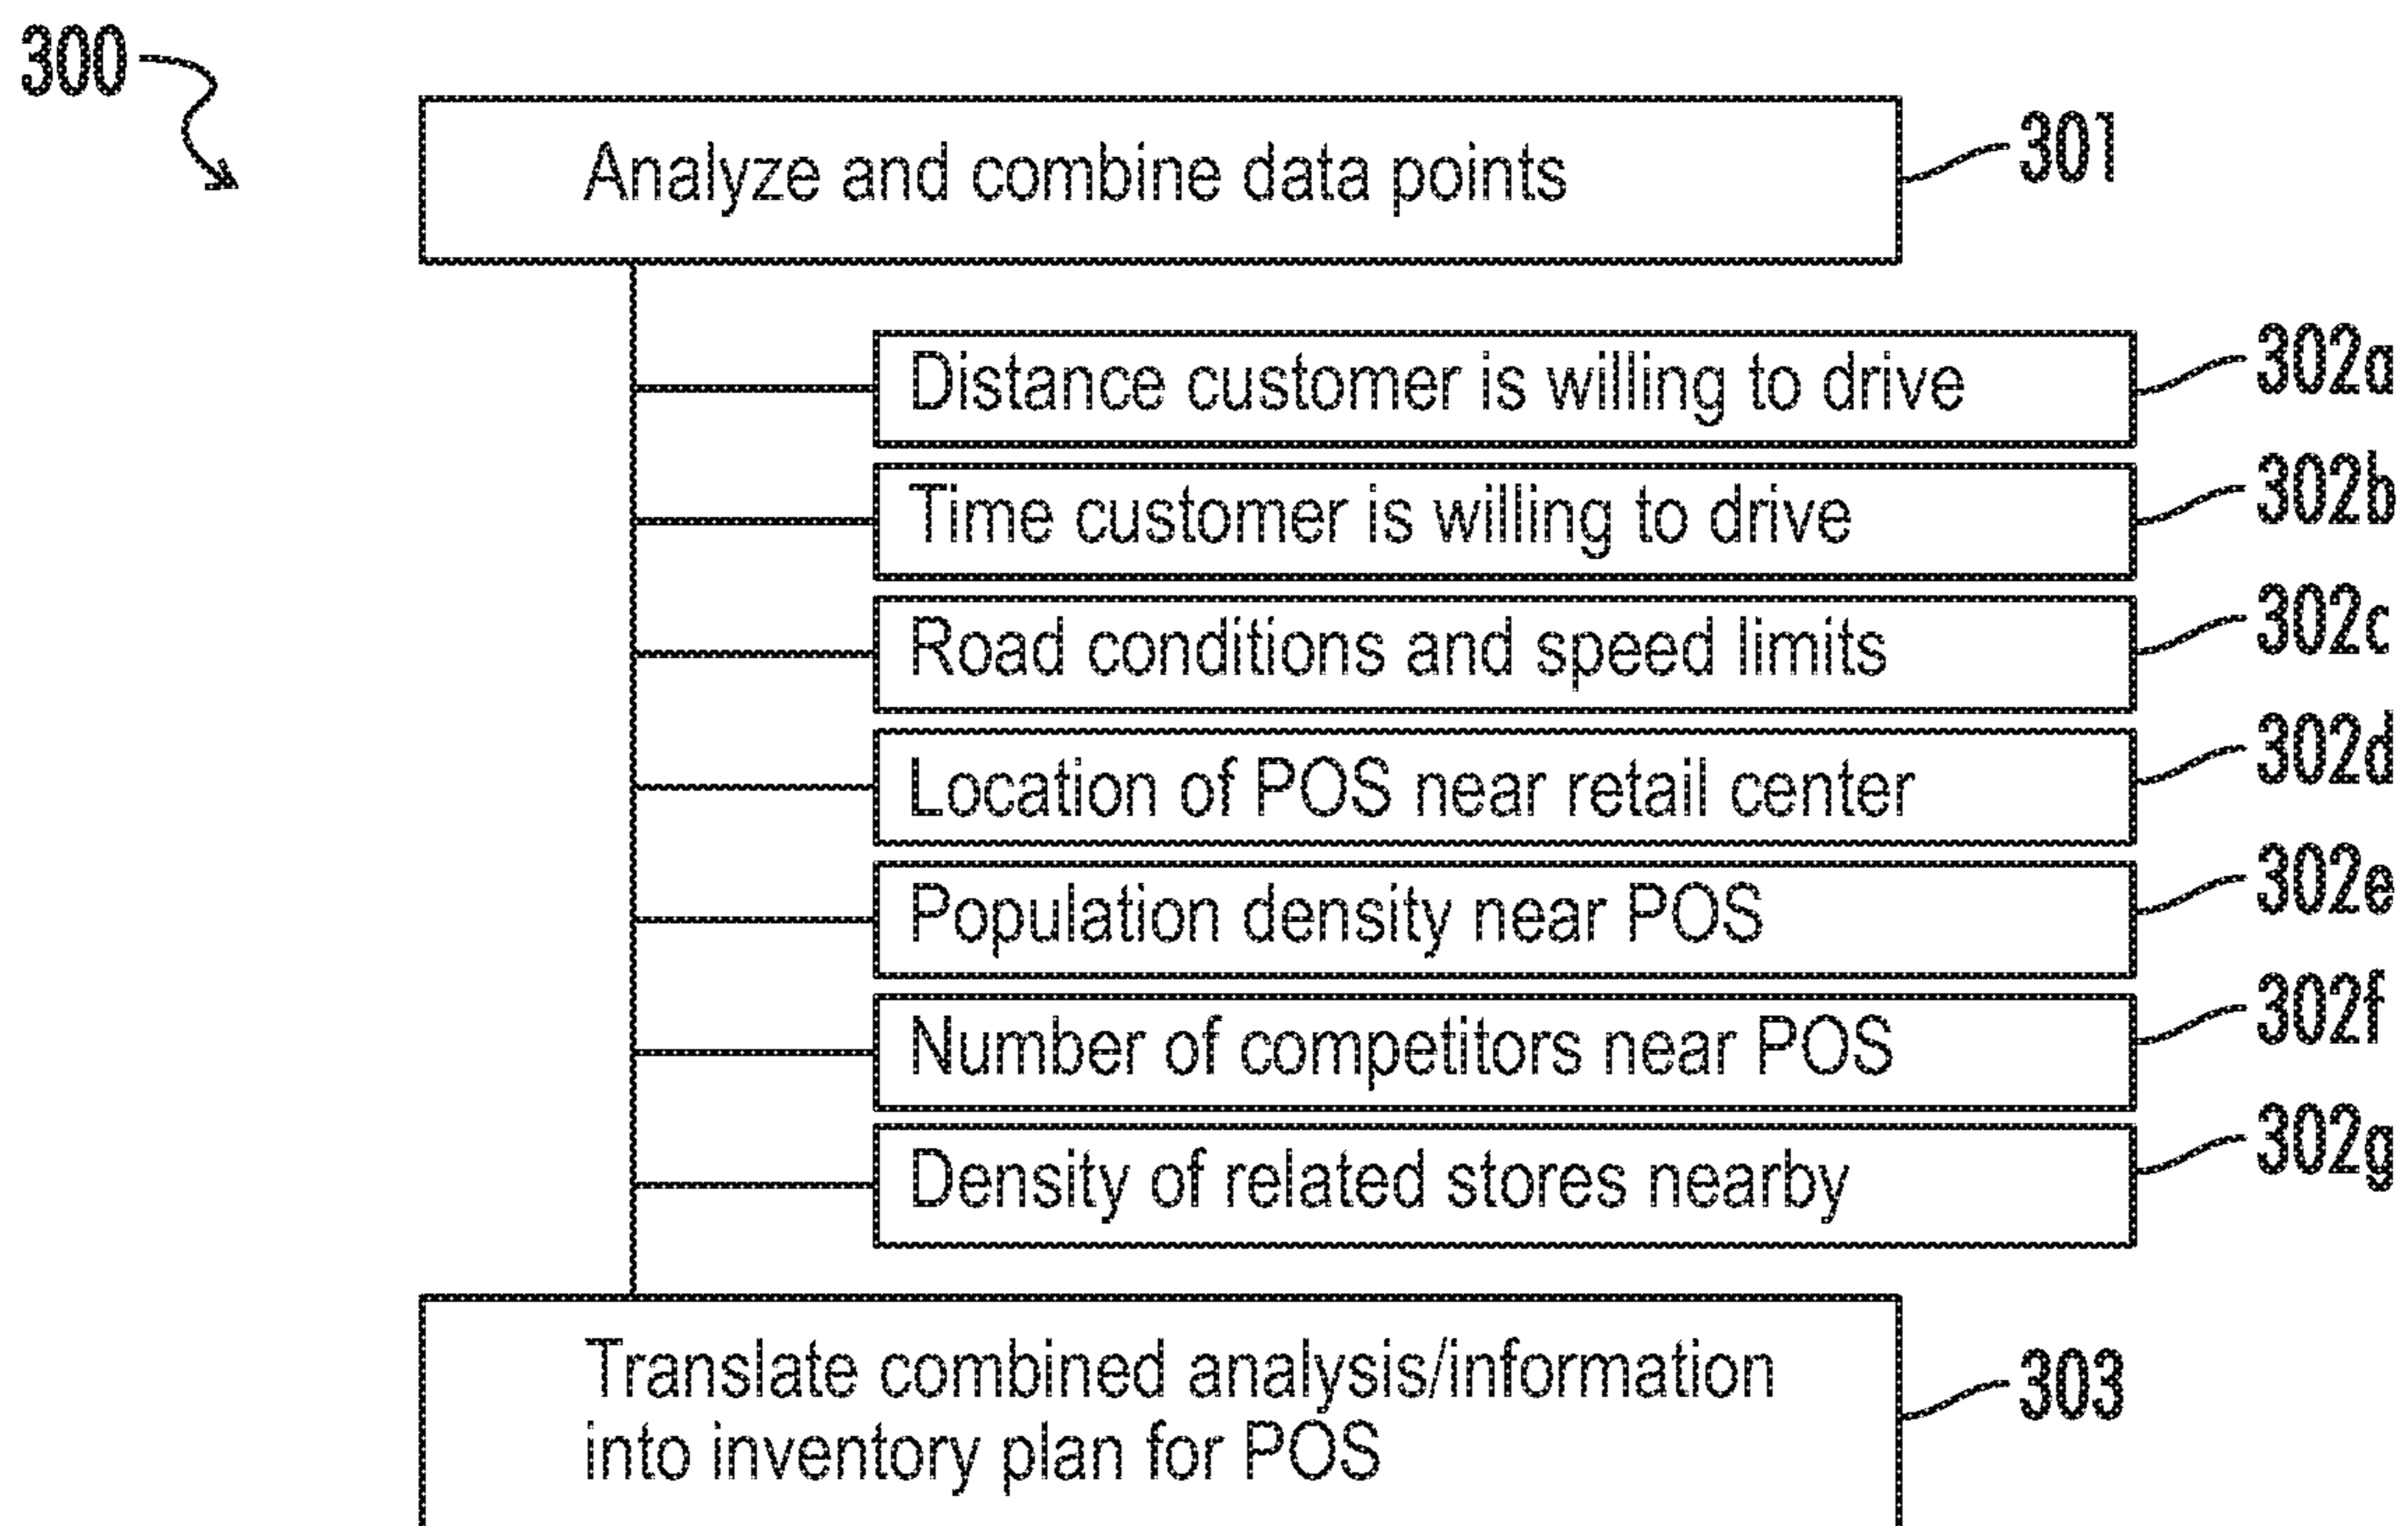 300
Analyze and combine data points
301
Distance customer is willing to drive
302a
Time customer is willing to drive
302b
Road conditions and speed limits
302c
Location of POS near retail center
302d
Population density near POS
302e
Number of competitors near POS
302f
Density of related stores nearby
302g
Translate combined analysis/information
into inventory plan for POS
303